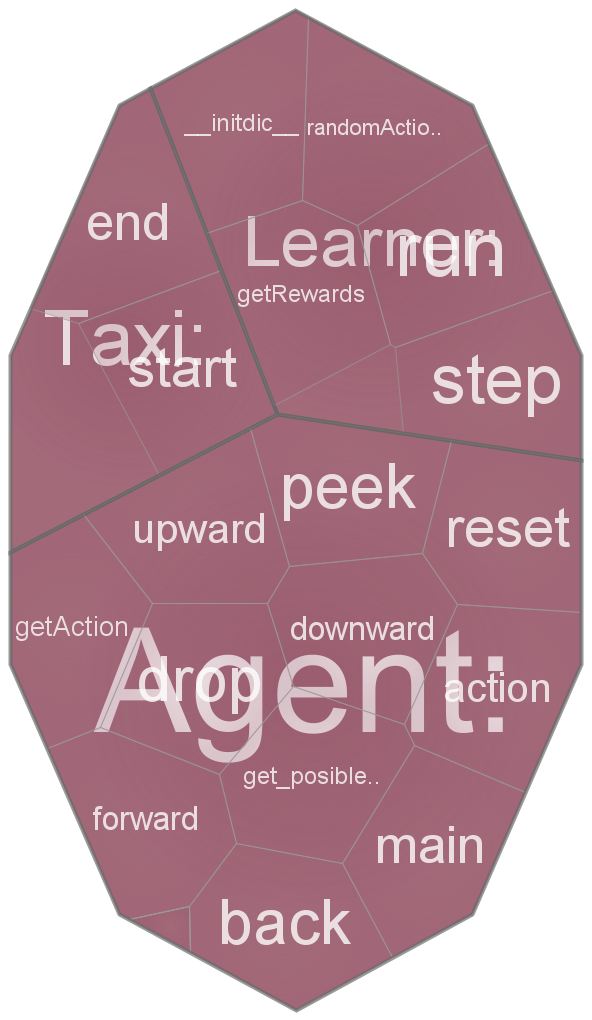 __initdic__
randomActio..
end
Learner:
run
getRewards
Taxi:
start
step
peek
upward
reset
getAction
downward
Agent:
drop
action
get_posible..
forward
main
back